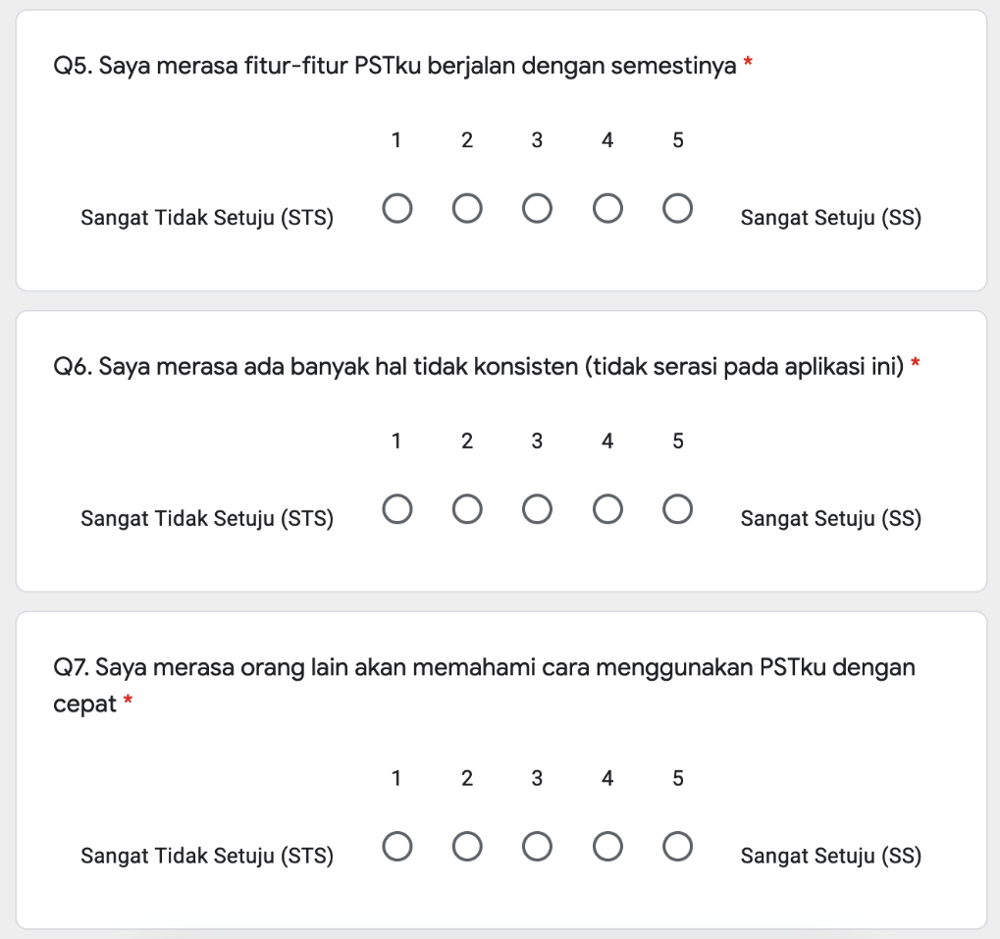 Q5. Saya merasa fitur-fitur PSTku berjalan dengan semestinya *
1 2 3 4 5
Sangat Tidak Setuju (STS) Sangat Setuju (SS)
Q6. Saya merasa ada banyak hal tidak konsisten (tidak serasi pada aplikasi ini) *
1 2 3 4 5
Sangat Tidak Setuju (STS) Sangat Setuju (SS)
Q7. Saya merasa orang lain akan memahami cara menggunakan PSTku dengan
cepat *
1 2 3 4 5
Sangat Tidak Setuju (STS) Sangat Setuju (SS)